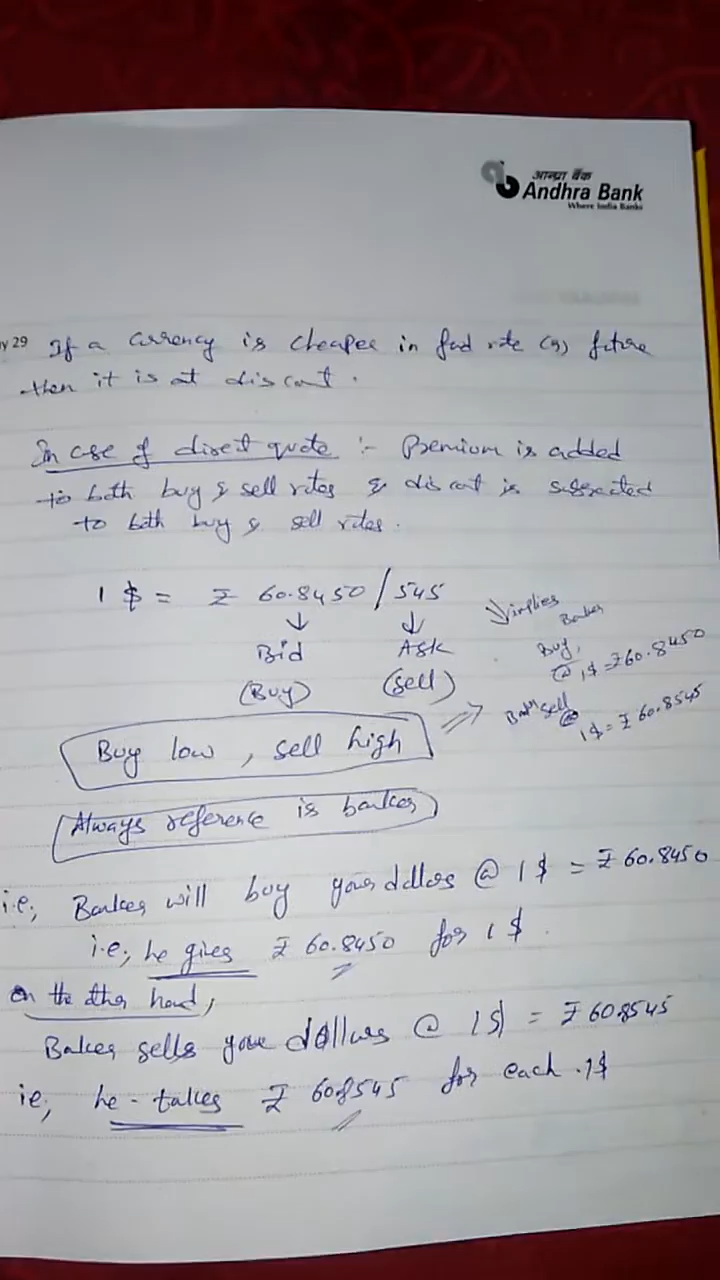 आन्ध्रा बैंक
Andhra Bank
Where India Banks
y 29
If a currency is cheaper in fwd rate (or) future
then it is at discount.
In case of direct quote :- Premium is added
to both buy & sell rates & discount is subtracted
to both buy & sell rates.
1 $ = ₹ 60.8450 / 545
↓ ↓
Bid Ask
(Buy) (Sell)
implies
Banker
Buy,
@ 1$ = ₹60.8450
Bank sell
@
1$ = ₹ 60.8545
Buy low, sell high
Always reference is banker
i.e; Banker will buy your dollars @ 1 $ = ₹ 60.8450
i.e; he gives ₹ 60.8450 for 1 $.
On the other hand,
Banker sells your dollars @ 1$ = ₹ 60.8545
ie; he takes ₹ 60.8545 for each 1$